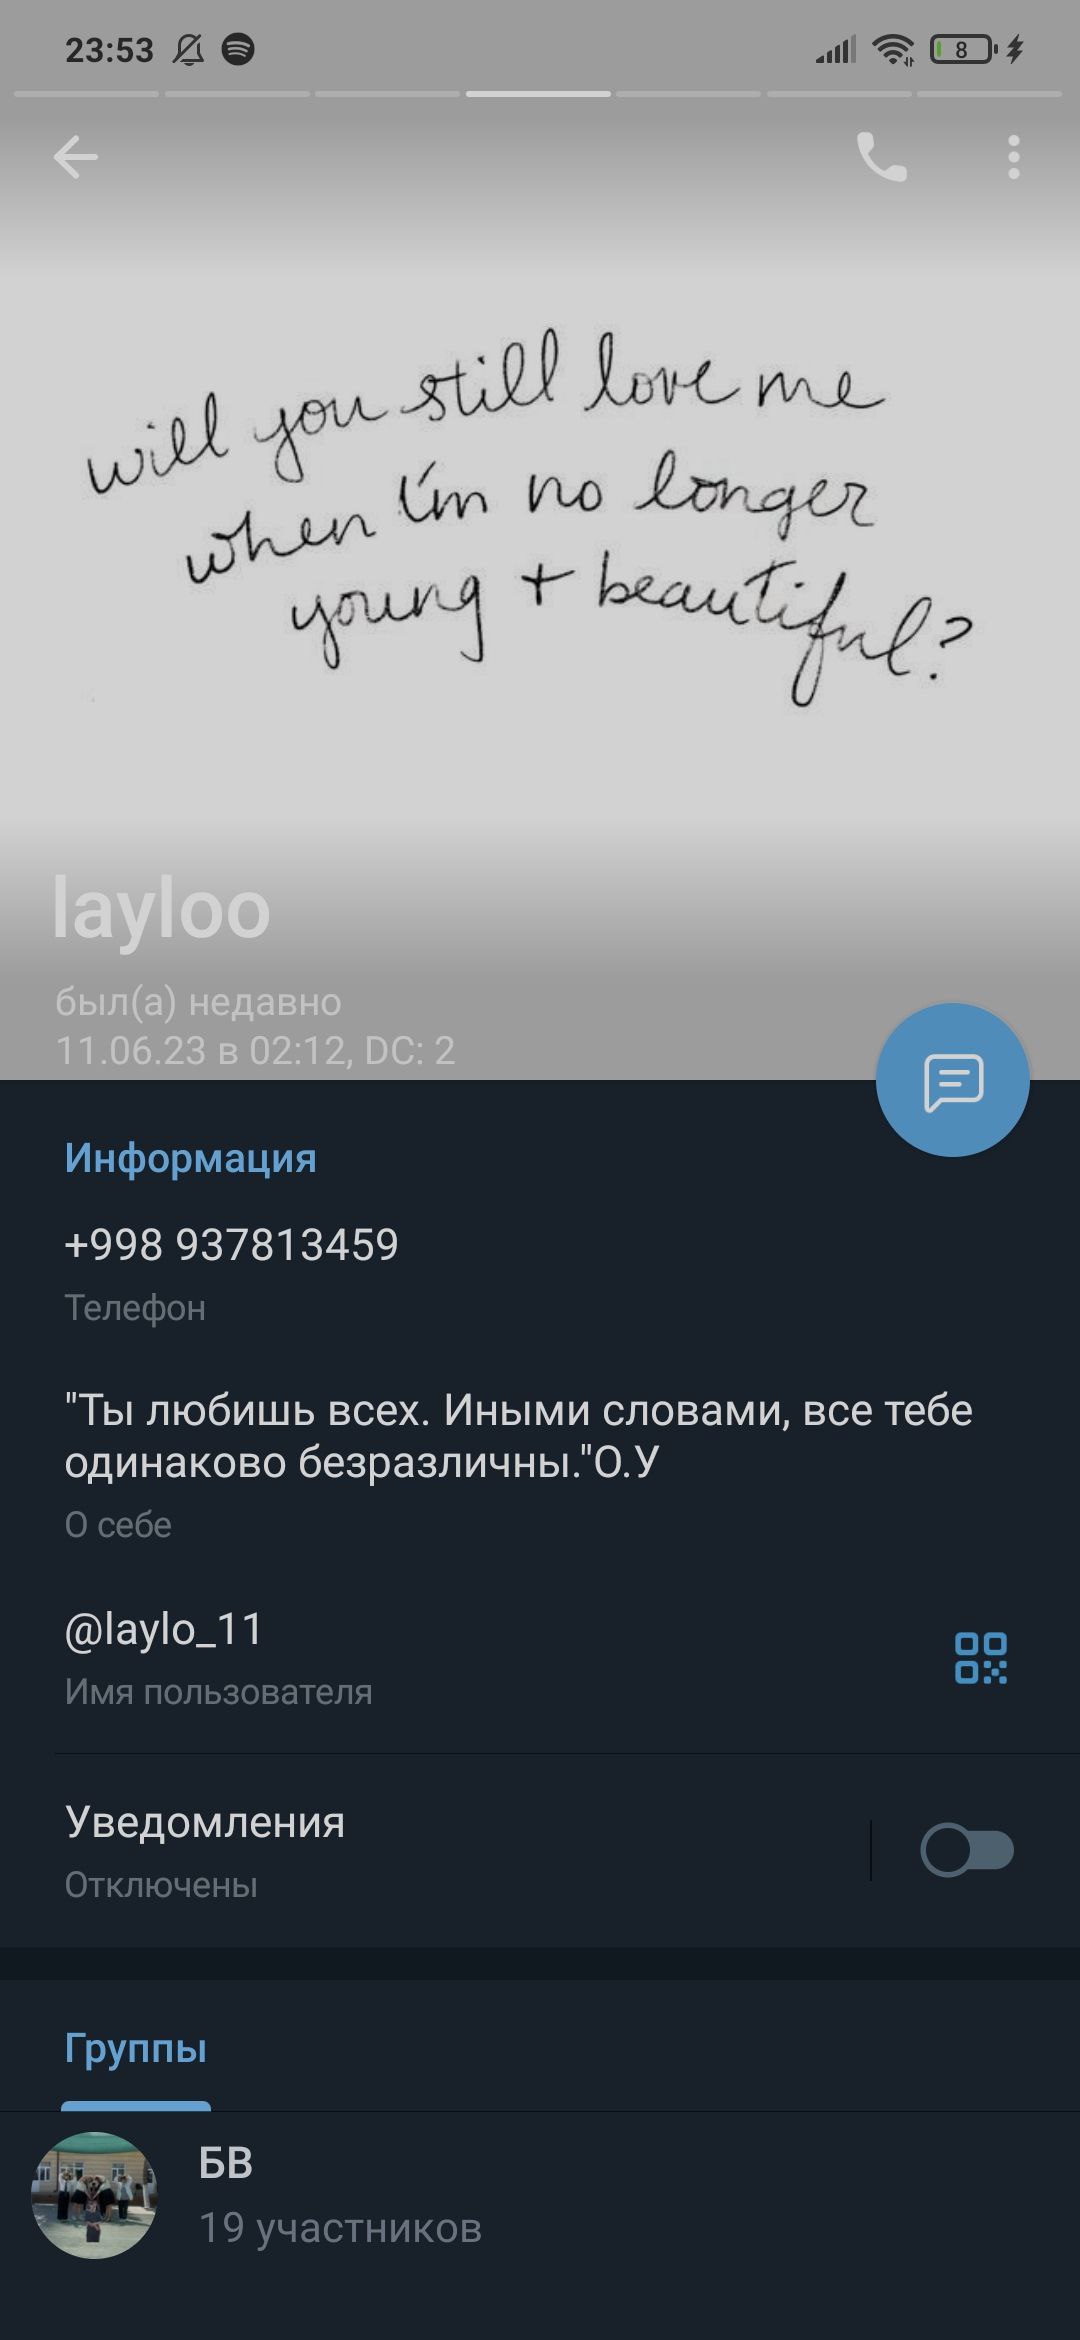 23:53
8
will you still love me
when I'm no longer
young + beautiful?
layloo
был(а) недавно
11.06.23 в 02:12, DC: 2
Информация
+998 937813459
Телефон
"Ты любишь всех. Иными словами, все тебе
одинаково безразличны."О.У
О себе
@laylo_11
Имя пользователя
Уведомления
Отключены
Группы
БВ
19 участников